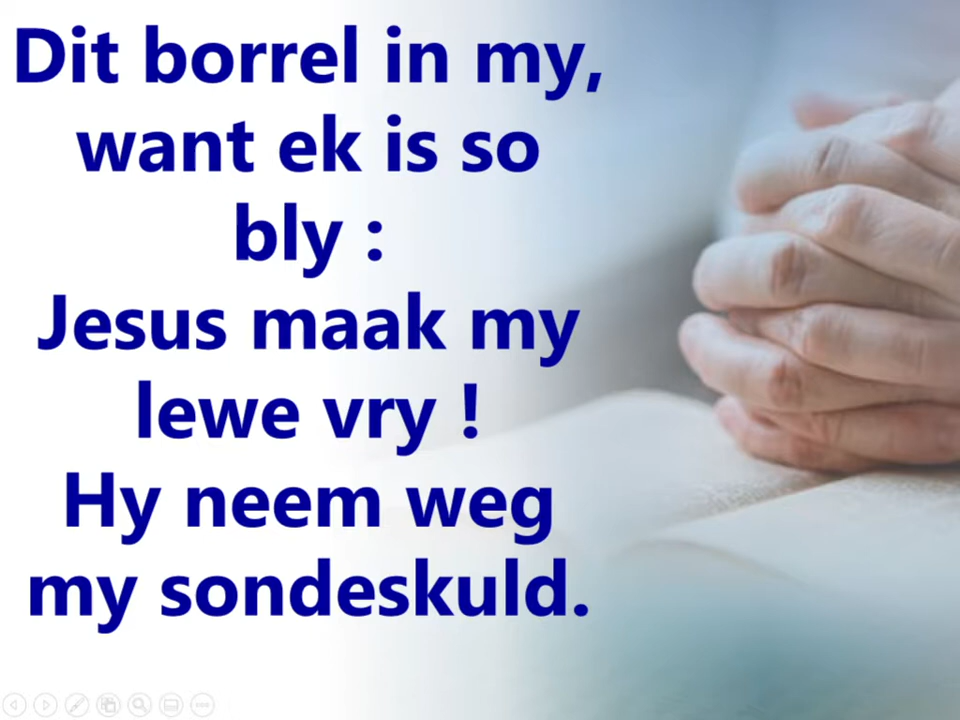 Dit borrel in my,
want ek is so
bly :
Jesus maak my
lewe vry !
Hy neem weg
my sondeskuld.